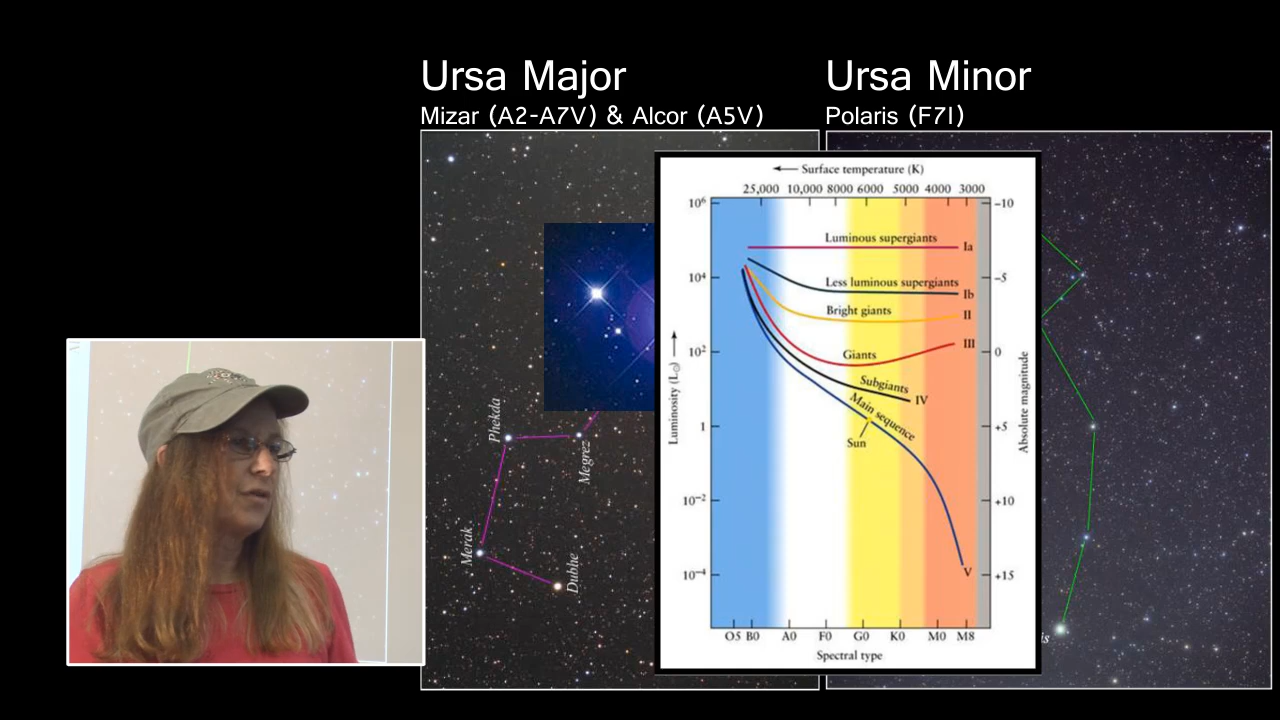 Ursa Major
Mizar (A2-A7V) & Alcor (A5V)
Ursa Minor
Polaris (F7I)
Phekda
Megrez
Merak
Dubhe
Surface temperature (K)
25,000 10,000 8000 6000 5000 4000 3000
Luminosity (L☉)
10⁶
10⁴
10²
1
10⁻²
10⁻⁴
Luminous supergiants Ia
Less luminous supergiants Ib
Bright giants II
Giants III
Subgiants IV
Main sequence
Sun
V
−10
−5
0
+5
+10
+15
Absolute magnitude
O5 B0 A0 F0 G0 K0 M0 M8
Spectral type
is